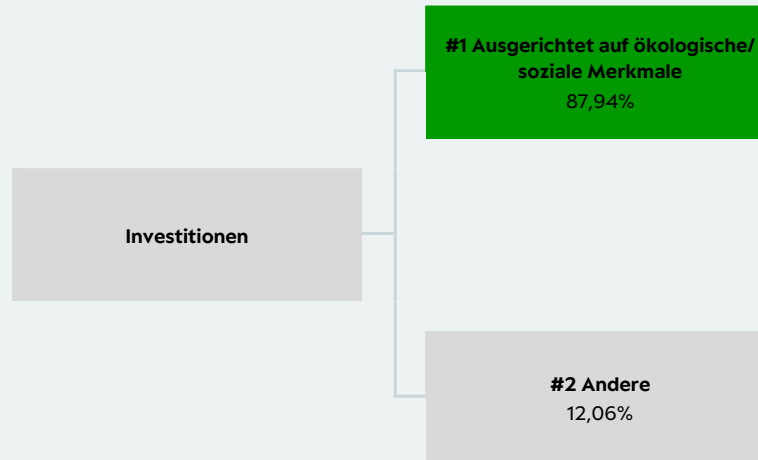 #1 Ausgerichtet auf ökologische/
soziale Merkmale
87,94%
Investitionen
#2 Andere
12,06%